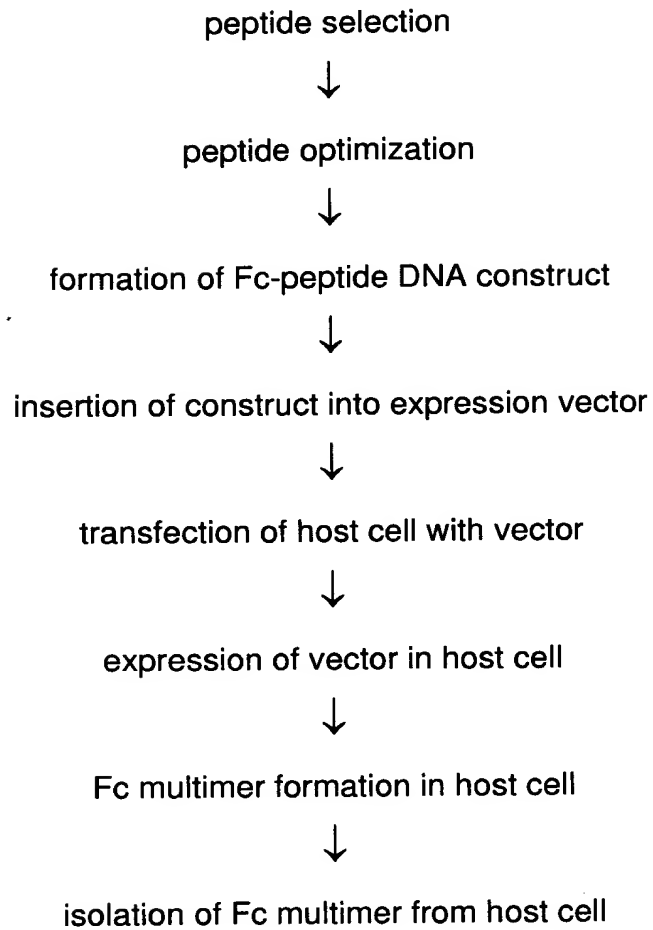 peptide selection
↓
peptide optimization
↓
formation of Fc-peptide DNA construct
↓
insertion of construct into expression vector
↓
transfection of host cell with vector
↓
expression of vector in host cell
↓
Fc multimer formation in host cell
↓
isolation of Fc multimer from host cell